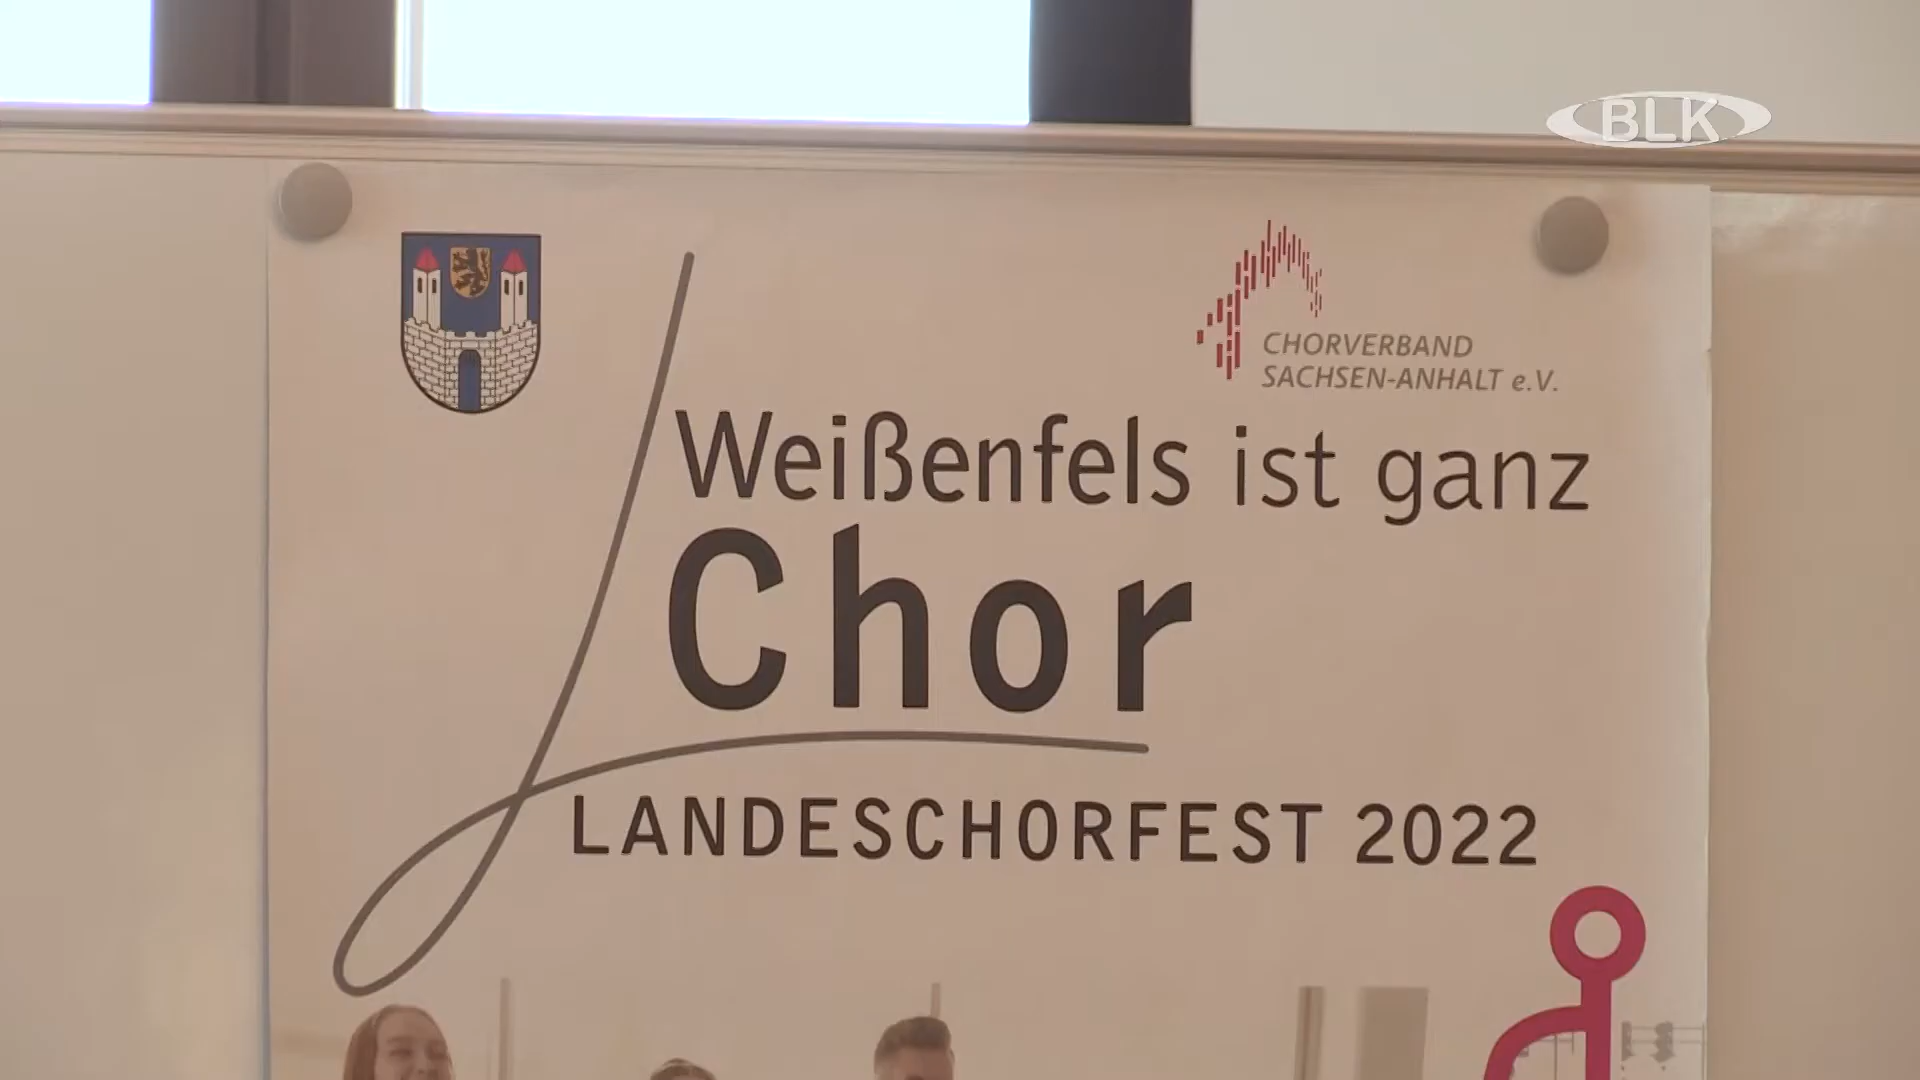 BLK
CHORVERBAND
SACHSEN-ANHALT e.V.
Weißenfels ist ganz
Chor
LANDESCHORFEST 2022